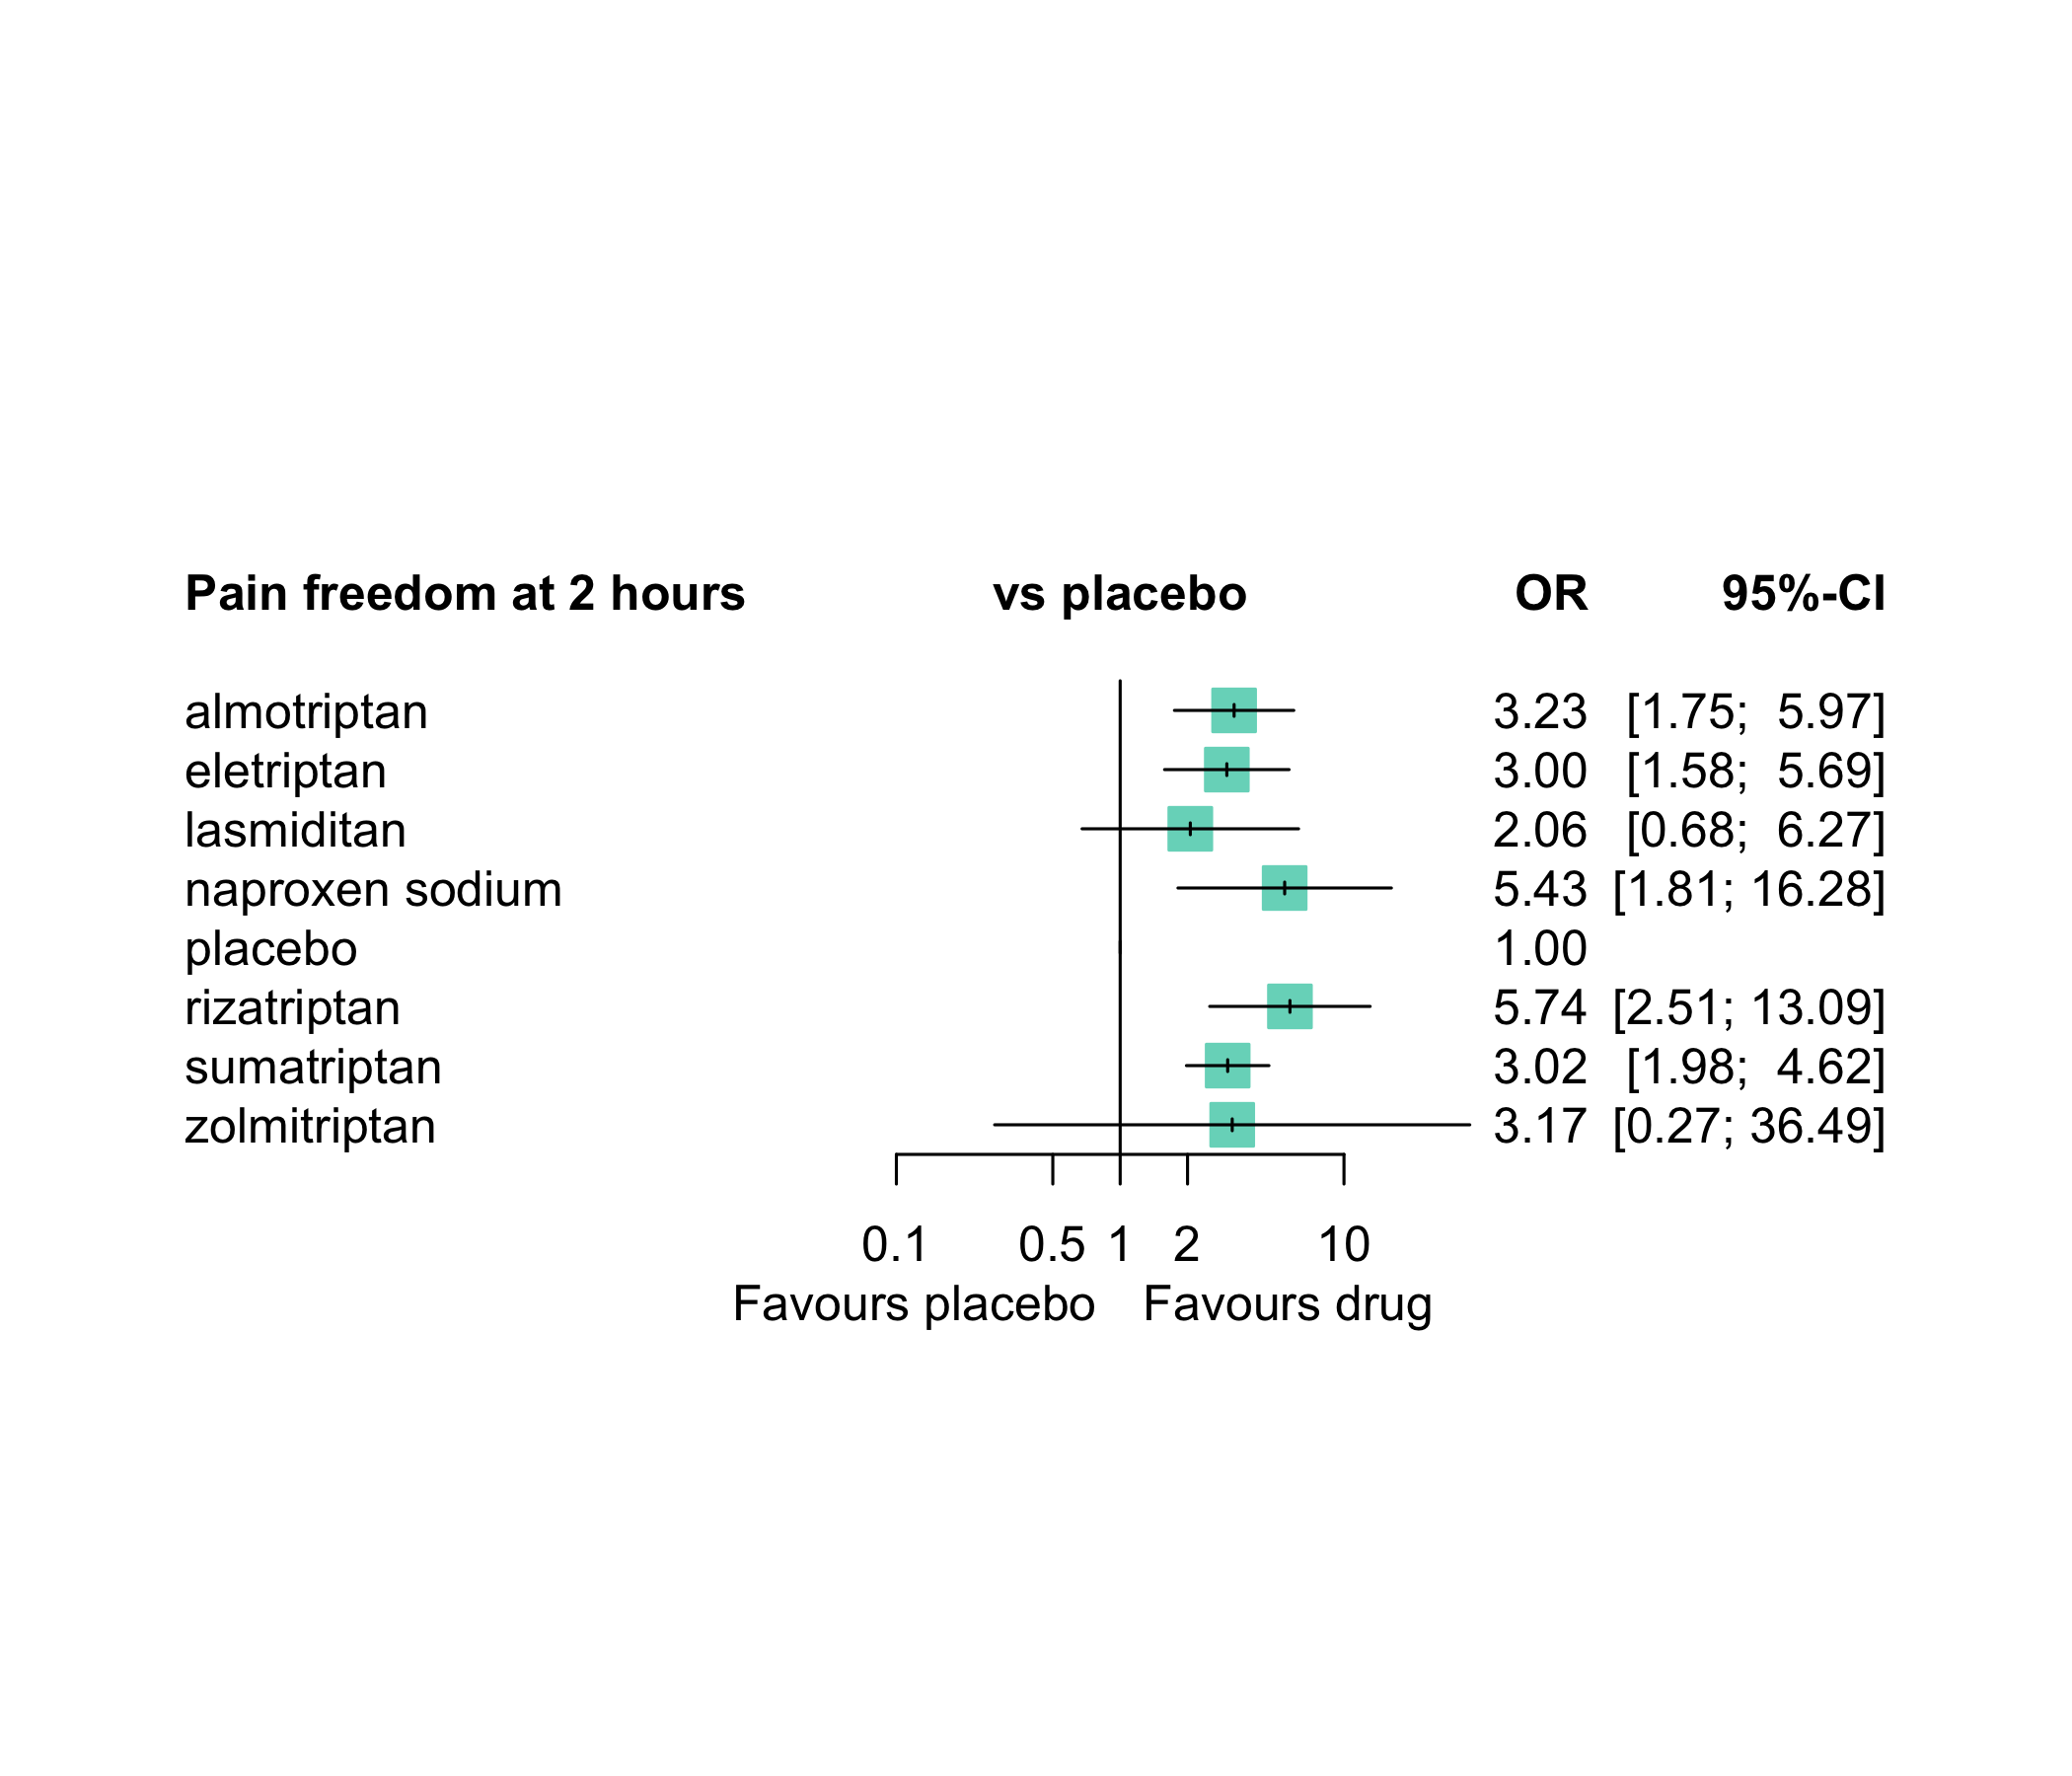 Pain freedom at 2 hours vs placebo OR 95%-CI
almotriptan 3.23 [1.75; 5.97]
eletriptan 3.00 [1.58; 5.69]
lasmiditan 2.06 [0.68; 6.27]
naproxen sodium 5.43 [1.81; 16.28]
placebo 1.00
rizatriptan 5.74 [2.51; 13.09]
sumatriptan 3.02 [1.98; 4.62]
zolmitriptan 3.17 [0.27; 36.49]
0.1 0.5 1 2 10
Favours placebo Favours drug